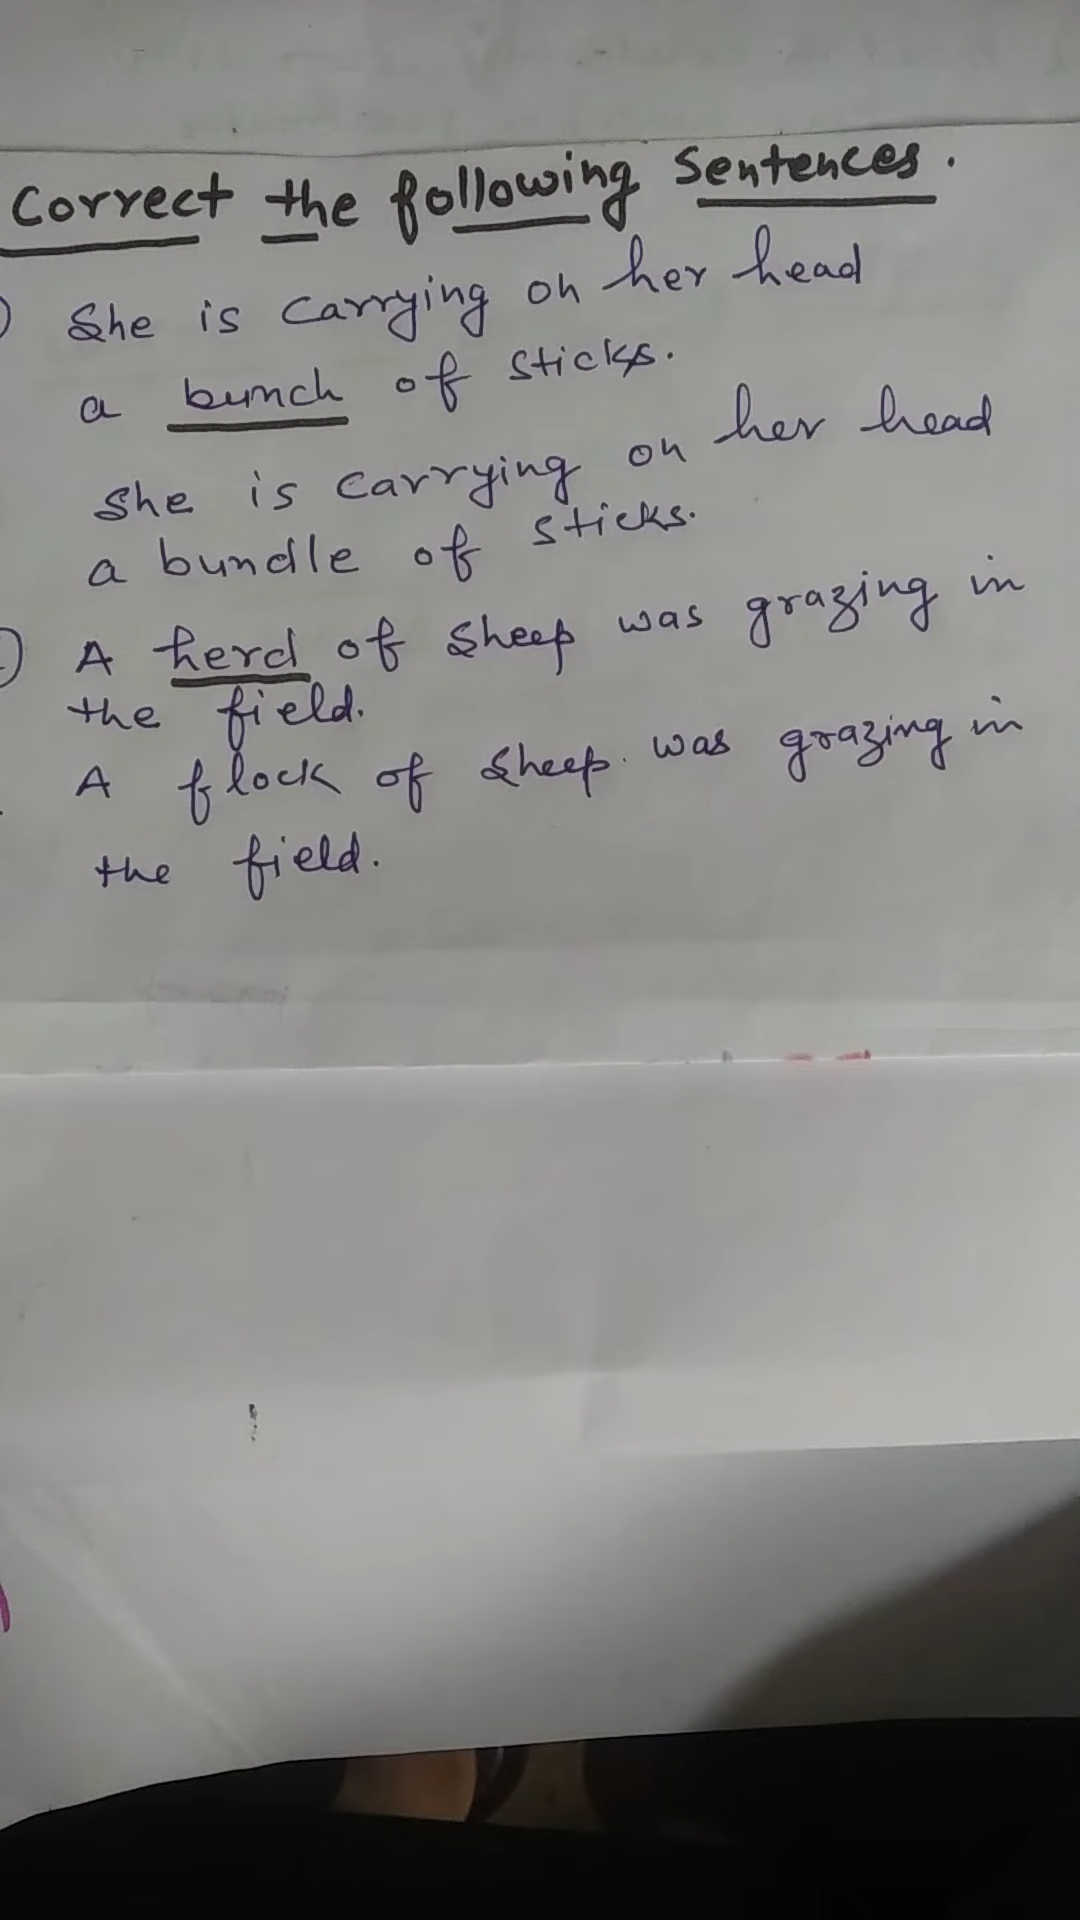 Correct the following Sentences.
) She is carrying on her head
a bunch of sticks.
She is carrying on her head
a bundle of sticks.
) A herd of sheep was grazing in
the field.
A flock of sheep. was grazing in
the field.